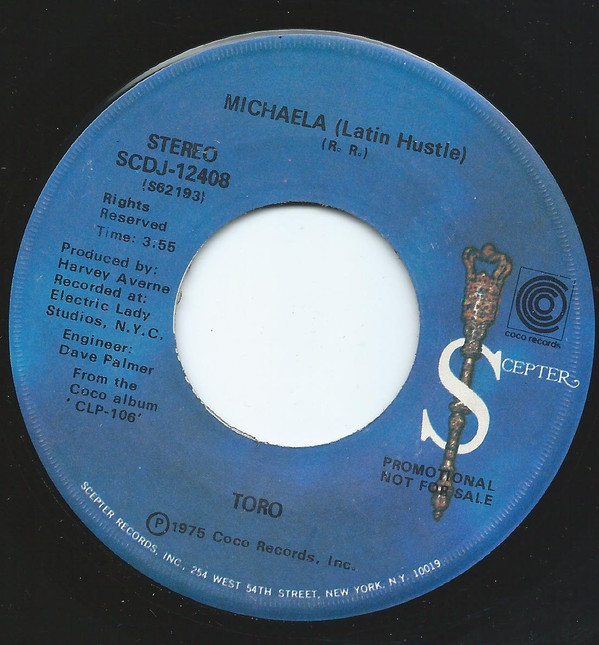 MICHAELA (Latin Hustle)
(R. R.)
STEREO
SCDJ-12408
(S62193)
Rights
Reserved
Time: 3:55
Produced by:
Harvey Averne
Recorded at:
Electric Lady
Studios, N.Y.C.
Engineer:
Dave Palmer
From the
Coco album
'CLP-106'
coco records
SCEPTER
PROMOTIONAL
NOT FOR SALE
TORO
Ⓟ1975 Coco Records, Inc.
SCEPTER RECORDS, INC. 254 WEST 54TH STREET, NEW YORK, N.Y. 10019